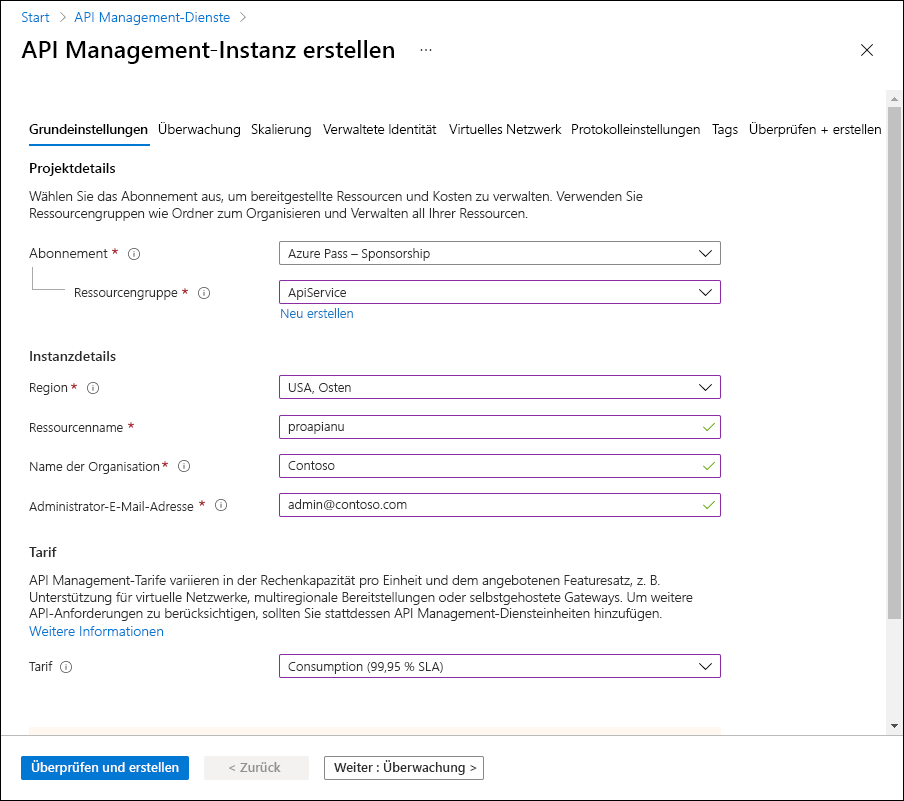 Start > API Management-Dienste >
API Management-Instanz erstellen ...
Grundeinstellungen Überwachung Skalierung Verwaltete Identität Virtuelles Netzwerk Protokolleinstellungen Tags Überprüfen + erstellen
Projektdetails
Wählen Sie das Abonnement aus, um bereitgestellte Ressourcen und Kosten zu verwalten. Verwenden Sie
Ressourcengruppen wie Ordner zum Organisieren und Verwalten all Ihrer Ressourcen.
Abonnement * Azure Pass – Sponsorship
Ressourcengruppe * ApiService
Neu erstellen
Instanzdetails
Region * USA, Osten
Ressourcenname * proapianu
Name der Organisation * Contoso
Administrator-E-Mail-Adresse * admin@contoso.com
Tarif
API Management-Tarife variieren in der Rechenkapazität pro Einheit und dem angebotenen Featuresatz, z. B.
Unterstützung für virtuelle Netzwerke, multiregionale Bereitstellungen oder selbstgehostete Gateways. Um weitere
API-Anforderungen zu berücksichtigen, sollten Sie stattdessen API Management-Diensteinheiten hinzufügen.
Weitere Informationen
Tarif Consumption (99,95 % SLA)
Überprüfen und erstellen < Zurück Weiter : Überwachung >